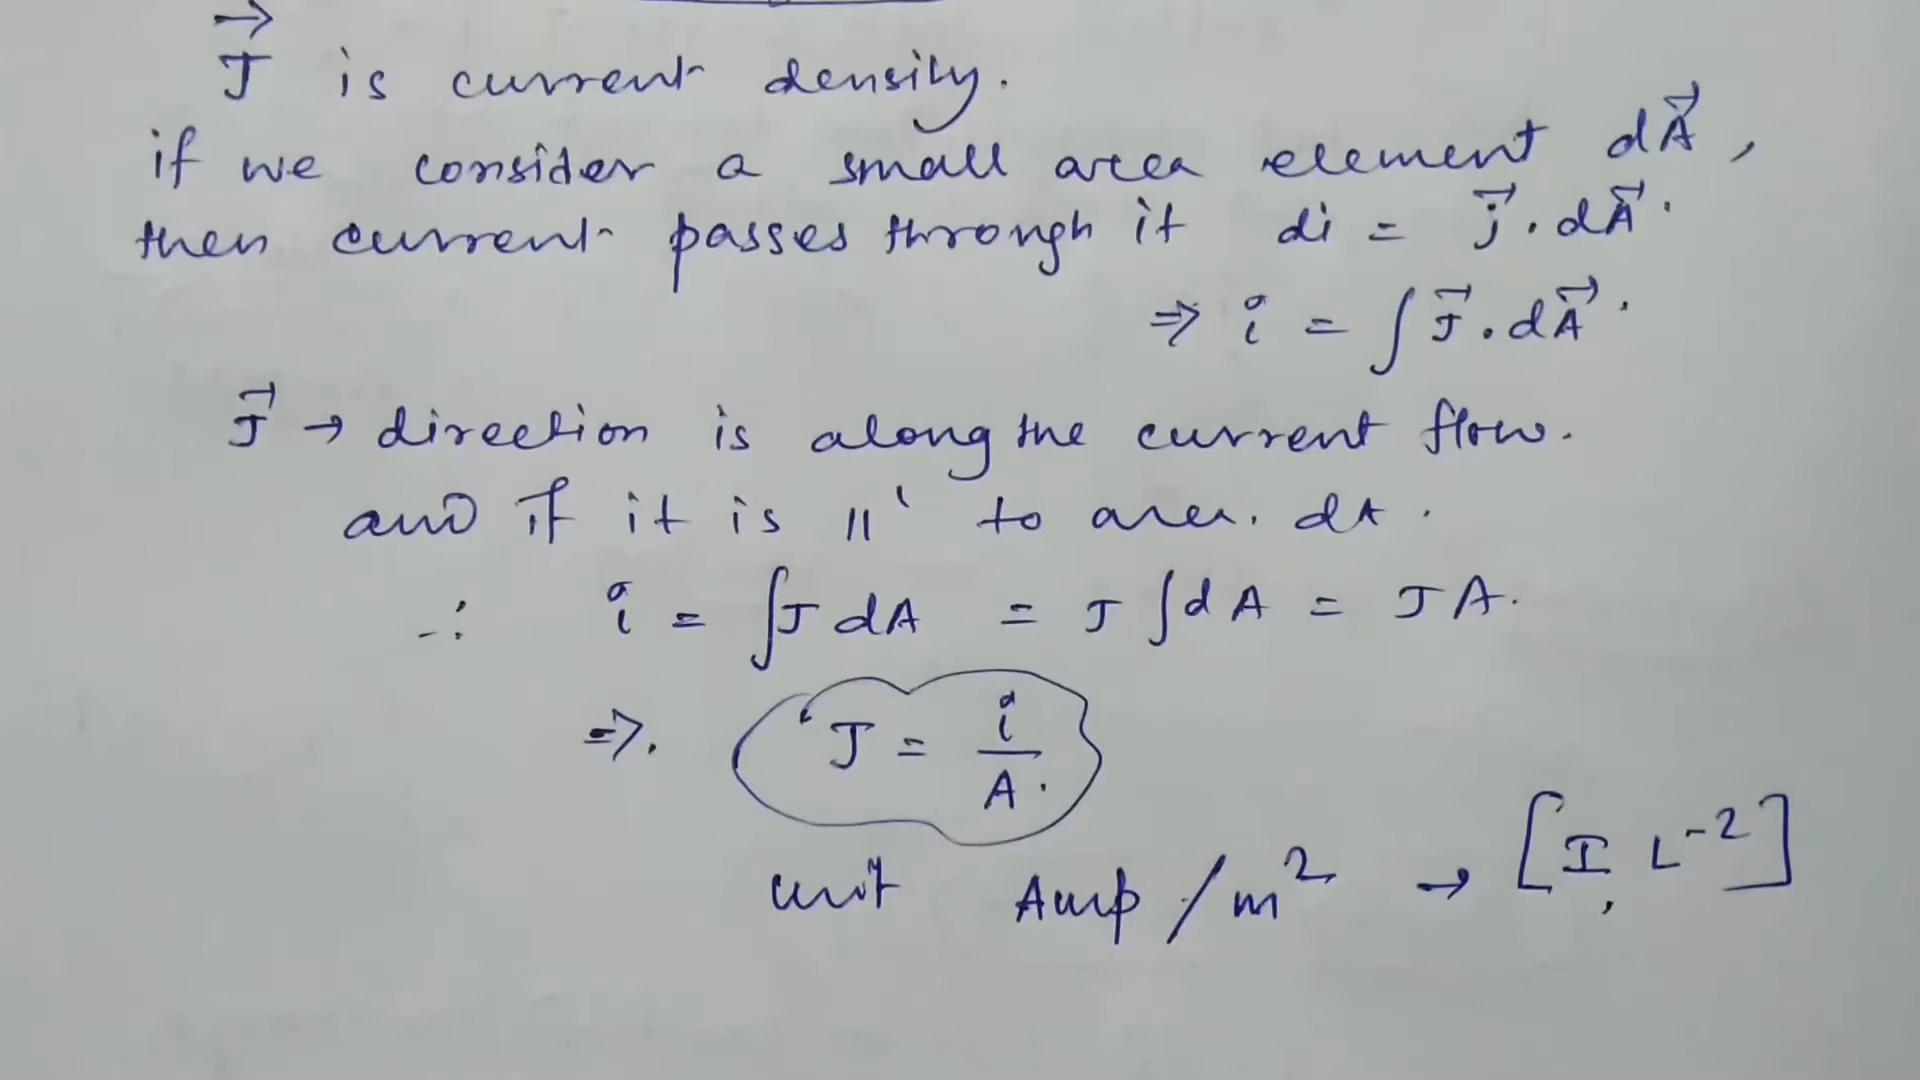 J⃗ is current density.
if we consider a small area element dA⃗ ,
then current passes through it di = j⃗ . dA⃗ .
⇒ i = ∫ J⃗ . dA⃗ .
J⃗ → direction is along the current flow.
and if it is 11' to area. dA .
∴ i = ∫J dA = J ∫dA = JA.
⇒. J = i/A .
unit Amp/m² → [I L⁻²]